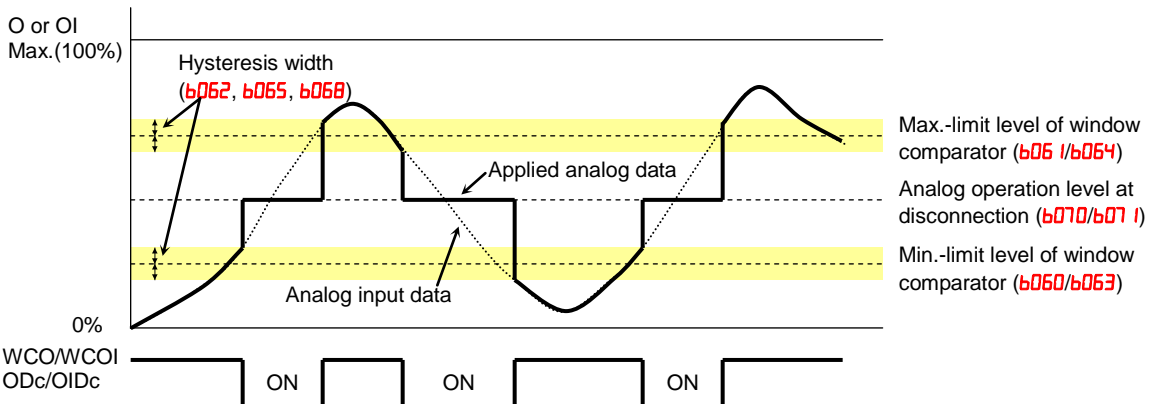 O or OI
Max.(100%)
Hysteresis width
(b062, b065, b068)
Max.-limit level of window
comparator (b061/b064)
Applied analog data
Analog operation level at
disconnection (b070/b071)
Min.-limit level of window
comparator (b060/b063)
Analog input data
0%
WCO/WCOI
ODc/OIDc
ON
ON
ON